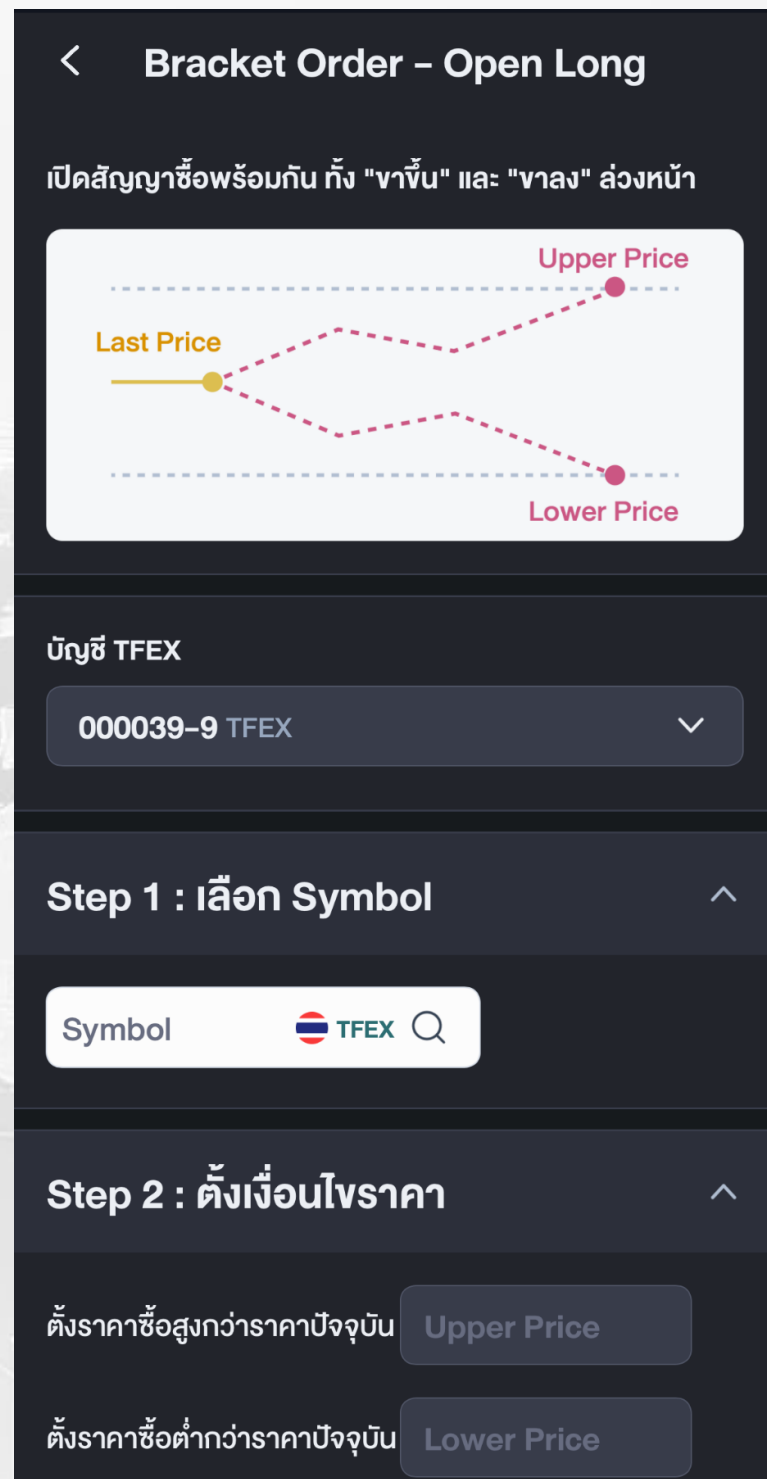 Bracket Order – Open Long
เปิดสัญญาซื้อพร้อมกัน ทั้ง "ขาขึ้น" และ "ขาลง" ล่วงหน้า
Upper Price
Last Price
Lower Price
บัญชี TFEX
000039-9 TFEX
Step 1 : เลือก Symbol
Symbol TFEX
Step 2 : ตั้งเงื่อนไขราคา
ตั้งราคาซื้อสูงกว่าราคาปัจจุบัน Upper Price
ตั้งราคาซื้อต่ำกว่าราคาปัจจุบัน Lower Price